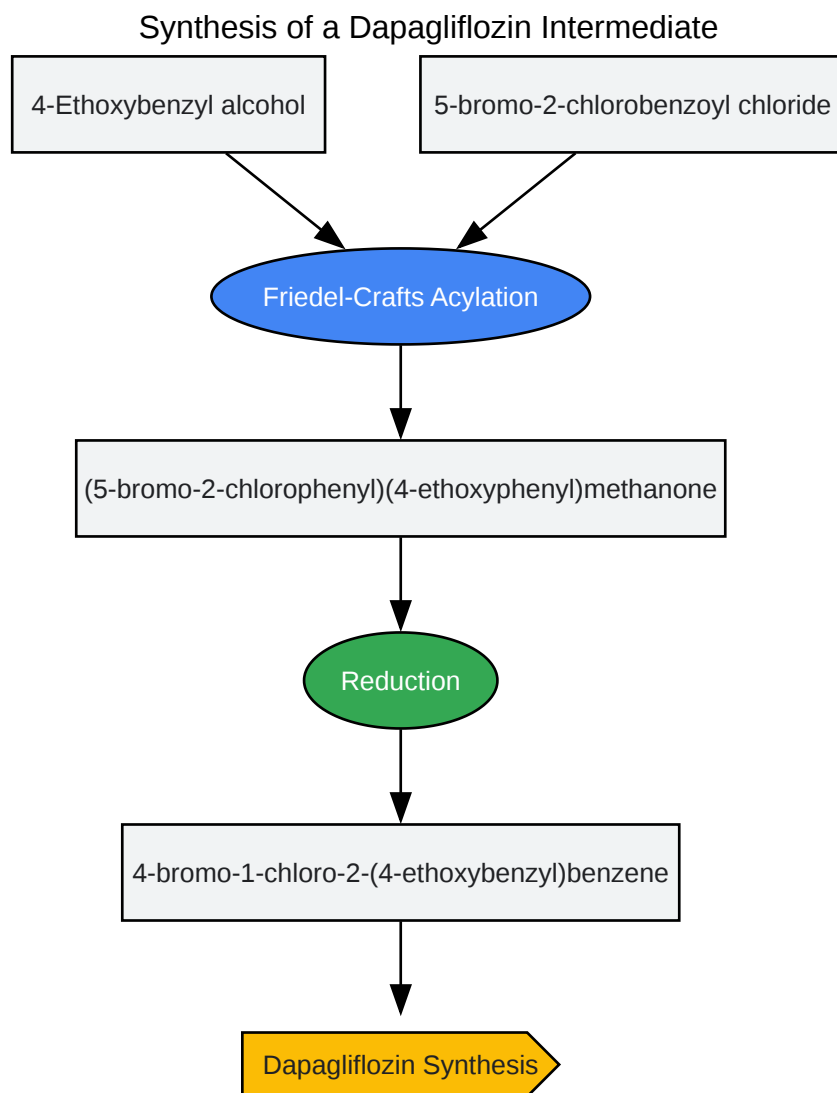 Synthesis of a Dapagliflozin Intermediate
4-Ethoxybenzyl alcohol
5-bromo-2-chlorobenzoyl chloride
Friedel-Crafts Acylation
(5-bromo-2-chlorophenyl)(4-ethoxyphenyl)methanone
Reduction
4-bromo-1-chloro-2-(4-ethoxybenzyl)benzene
Dapagliflozin Synthesis